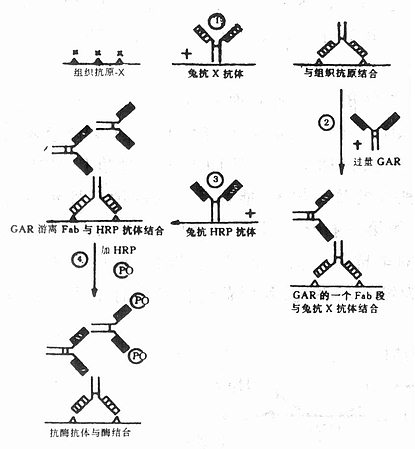 ①
+
组织抗原-X
兔抗 X 抗体
与组织抗原结合
②
+
过量 GAR
③
+
GAR 游离 Fab 与 HRP 抗体结合
兔抗 HRP 抗体
④
加 HRP
PO
GAR 的一个 Fab 段
与兔抗 X 抗体结合
PO
PO
抗酶抗体与酶结合